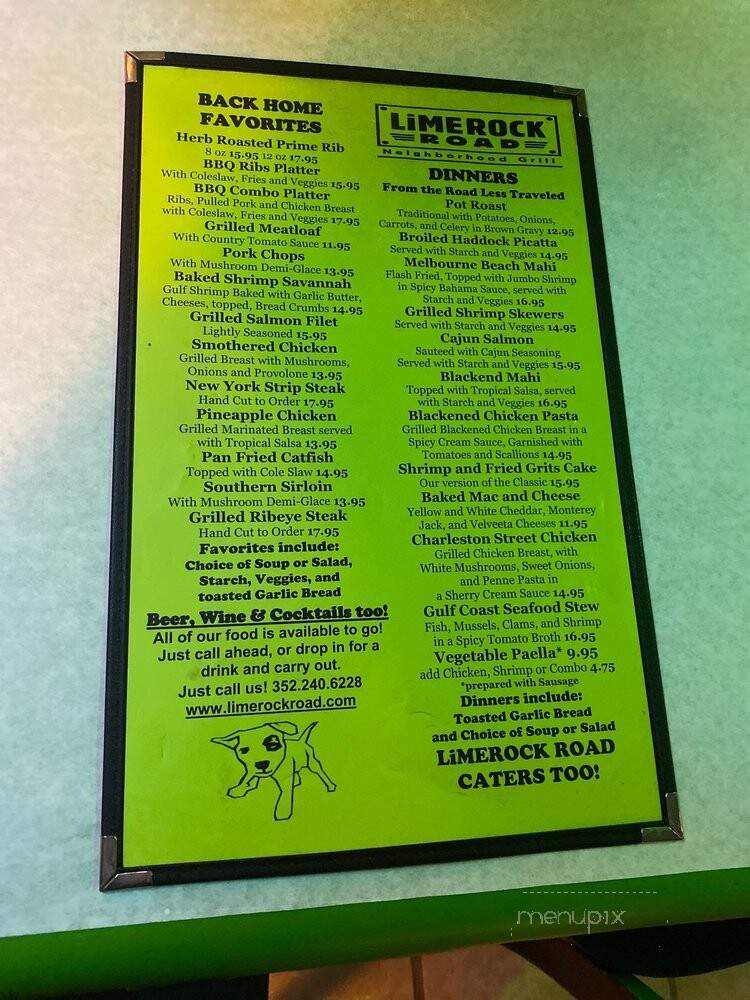 BACK HOME
FAVORITES
Herb Roasted Prime Rib
8 oz 15.95 12 oz 17.95
BBQ Ribs Platter
With Coleslaw, Fries and Veggies 15.95
BBQ Combo Platter
Ribs, Pulled Pork and Chicken Breast
with Coleslaw, Fries and Veggies 17.95
Grilled Meatloaf
With Country Tomato Sauce 11.95
Pork Chops
With Mushroom Demi-Glace 13.95
Baked Shrimp Savannah
Gulf Shrimp Baked with Garlic Butter,
Cheeses, topped, Bread Crumbs 14.95
Grilled Salmon Filet
Lightly Seasoned 15.95
Smothered Chicken
Grilled Breast with Mushrooms,
Onions and Provolone 13.95
New York Strip Steak
Hand Cut to Order 17.95
Pineapple Chicken
Grilled Marinated Breast served
with Tropical Salsa 13.95
Pan Fried Catfish
Topped with Cole Slaw 14.95
Southern Sirloin
With Mushroom Demi-Glace 13.95
Grilled Ribeye Steak
Hand Cut to Order 17.95
Favorites include:
Choice of Soup or Salad,
Starch, Veggies, and
toasted Garlic Bread
Beer, Wine & Cocktails too!
All of our food is available to go!
Just call ahead, or drop in for a
drink and carry out.
Just call us! 352.240.6228
www.limerockroad.com
LiMEROCK
ROAD
Neighborhood Grill
DINNERS
From the Road Less Traveled
Pot Roast
Traditional with Potatoes, Onions,
Carrots, and Celery in Brown Gravy 12.95
Broiled Haddock Picatta
Served with Starch and Veggies 14.95
Melbourne Beach Mahi
Flash Fried, Topped with Jumbo Shrimp
in Spicy Bahama Sauce, served with
Starch and Veggies 16.95
Grilled Shrimp Skewers
Served with Starch and Veggies 14.95
Cajun Salmon
Sauteed with Cajun Seasoning
Served with Starch and Veggies 15.95
Blackend Mahi
Topped with Tropical Salsa, served
with Starch and Veggies 16.95
Blackened Chicken Pasta
Grilled Blackened Chicken Breast in a
Spicy Cream Sauce, Garnished with
Tomatoes and Scallions 14.95
Shrimp and Fried Grits Cake
Our version of the Classic 15.95
Baked Mac and Cheese
Yellow and White Cheddar, Monterey
Jack, and Velveeta Cheeses 11.95
Charleston Street Chicken
Grilled Chicken Breast, with
White Mushrooms, Sweet Onions,
and Penne Pasta in
a Sherry Cream Sauce 14.95
Gulf Coast Seafood Stew
Fish, Mussels, Clams, and Shrimp
in a Spicy Tomato Broth 16.95
Vegetable Paella* 9.95
add Chicken, Shrimp or Combo 4.75
*prepared with Sausage
Dinners include:
Toasted Garlic Bread
and Choice of Soup or Salad
LiMEROCK ROAD
CATERS TOO!
menupix